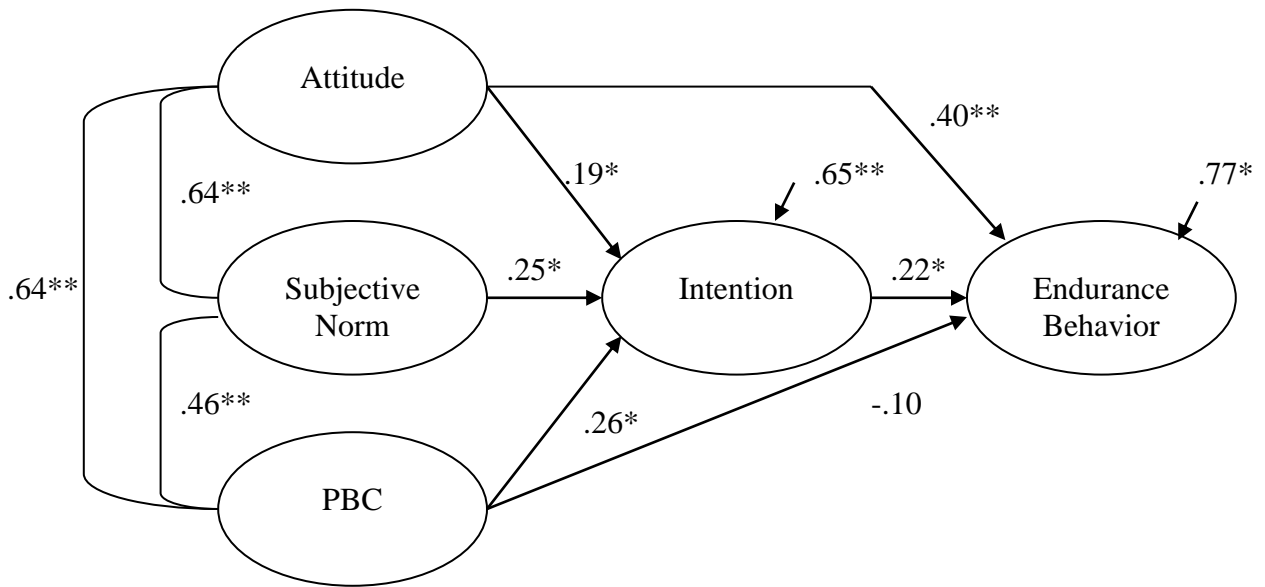 Attitude
.40**
.19*
.65**
.77*
.64**
.64**
.25*
.22*
Subjective
Norm
Intention
Endurance
Behavior
.46**
-.10
.26*
PBC